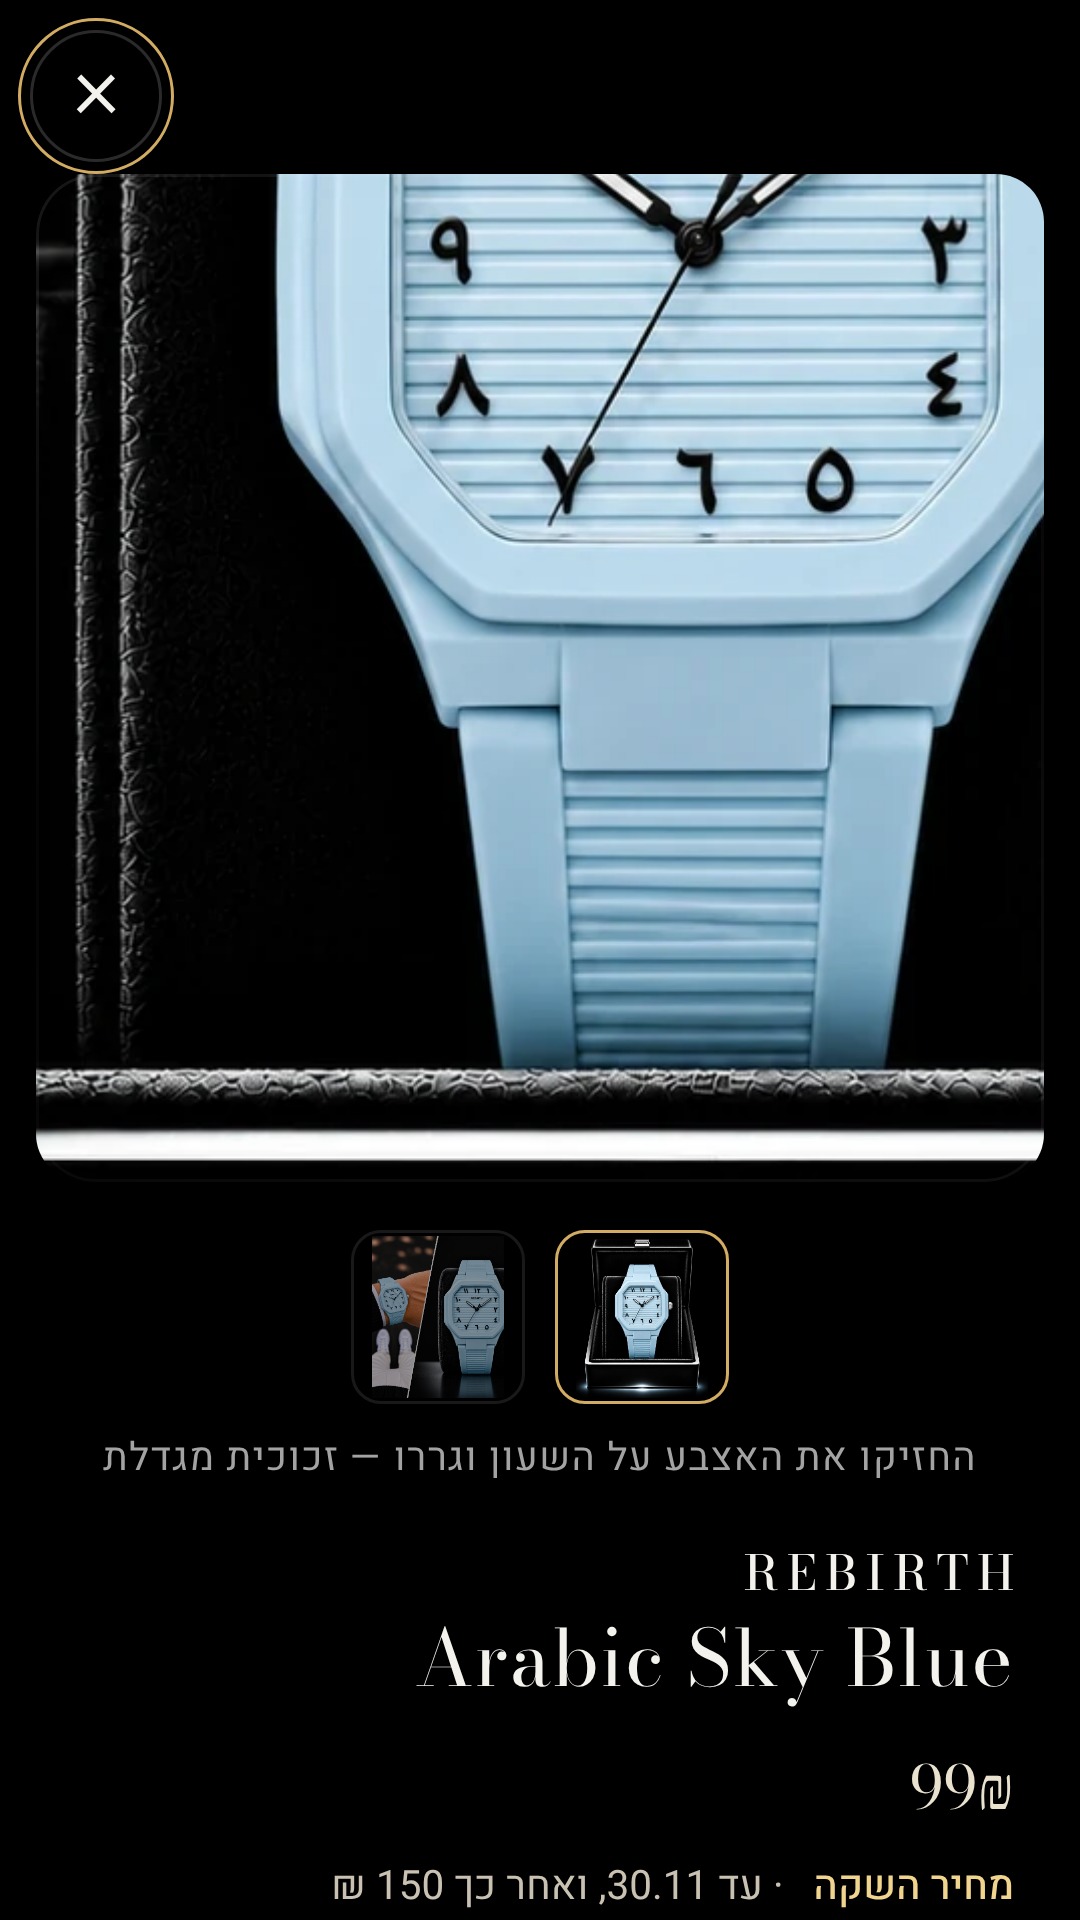 ×
٩ ٣
٨ ٤
٧ ٦ ٥
החזיקו את האצבע על השעון וגררו – זכוכית מגדלת
REBIRTH
Arabic Sky Blue
99₪
מחיר השקה · עד 30.11, ואחר כך 150 ₪